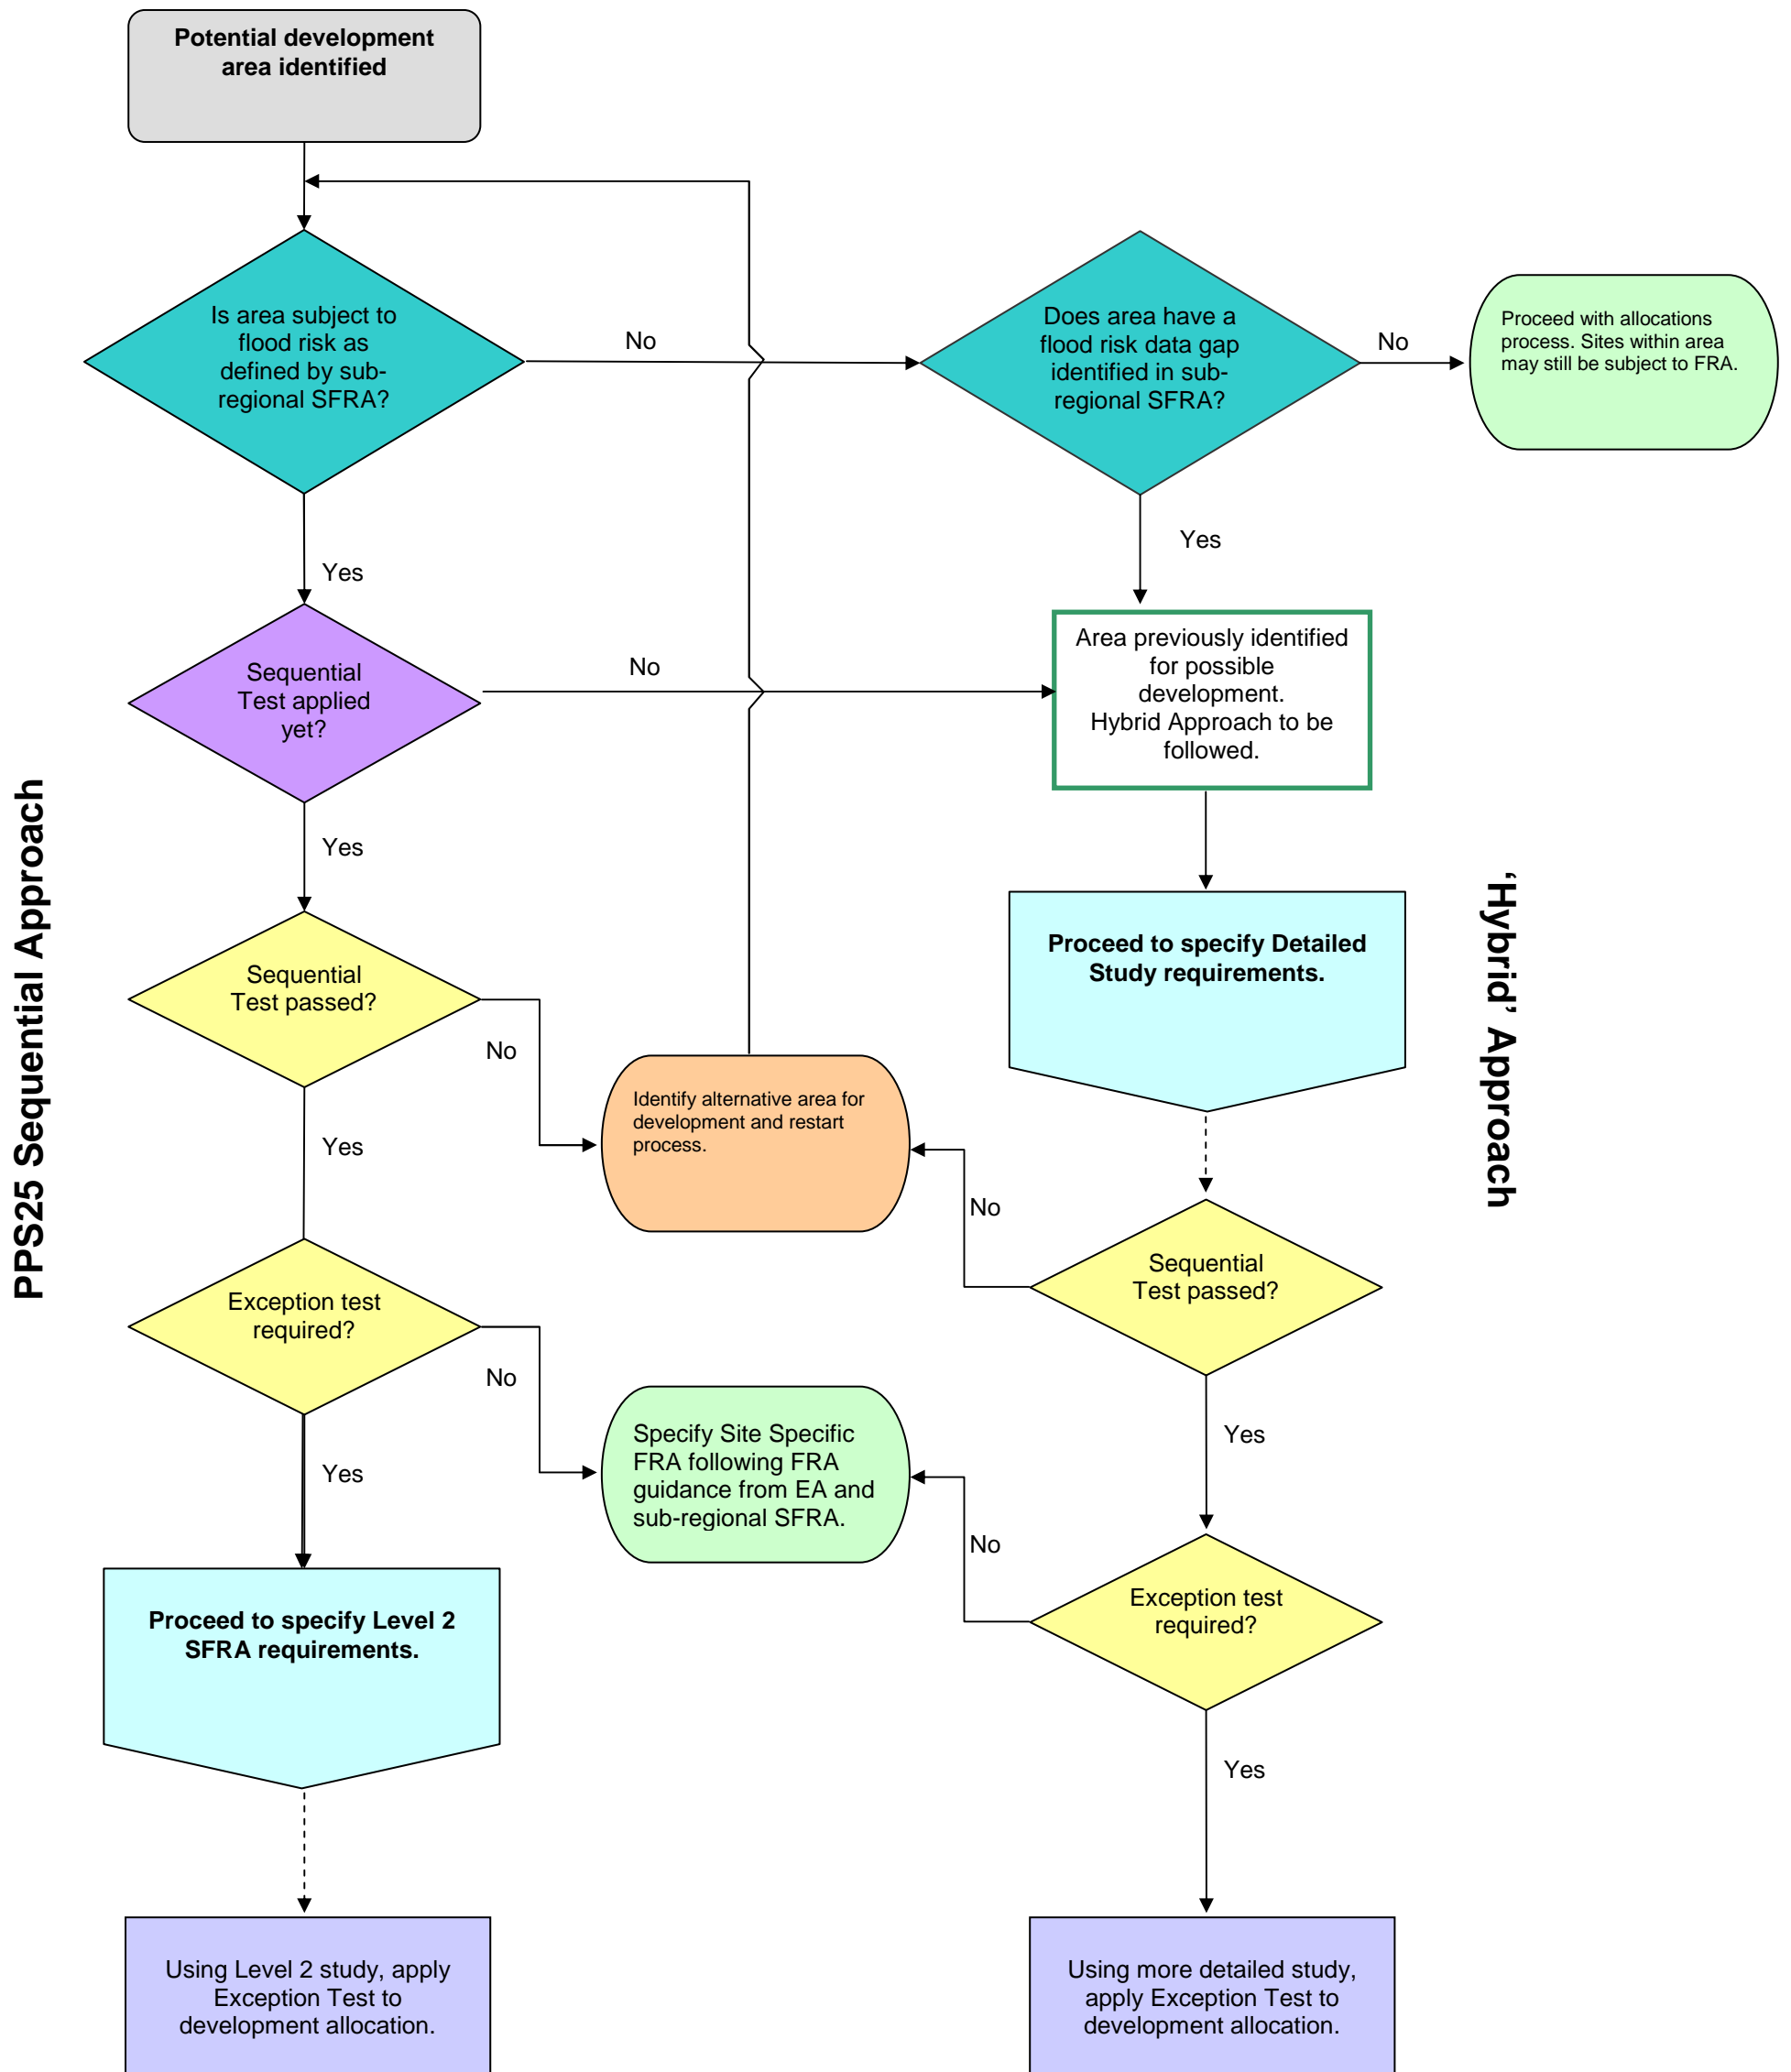 Potential development
area identified
Is area subject to
flood risk as
defined by sub-
regional SFRA?
No
Does area have a
flood risk data gap
identified in sub-
regional SFRA?
No
Proceed with allocations
process. Sites within area
may still be subject to FRA.
Yes
Yes
Sequential
Test applied
yet?
No
Area previously identified
for possible
development.
Hybrid Approach to be
followed.
PPS25 Sequential Approach
Yes
'Hybrid' Approach
Sequential
Test passed?
No
Proceed to specify Detailed
Study requirements.
Identify alternative area for
development and restart
process.
Yes
No
Sequential
Test passed?
Exception test
required?
No
Yes
Specify Site Specific
FRA following FRA
guidance from EA and
sub-regional SFRA.
Yes
No
Exception test
required?
Proceed to specify Level 2
SFRA requirements.
Yes
Using Level 2 study, apply
Exception Test to
development allocation.
Using more detailed study,
apply Exception Test to
development allocation.